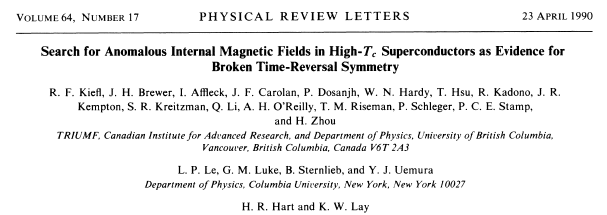 VOLUME 64, NUMBER 17 PHYSICAL REVIEW LETTERS 23 APRIL 1990
Search for Anomalous Internal Magnetic Fields in High-Tc Superconductors as Evidence for
Broken Time-Reversal Symmetry
R. F. Kiefl, J. H. Brewer, I. Affleck, J. F. Carolan, P. Dosanjh, W. N. Hardy, T. Hsu, R. Kadono, J. R.
Kempton, S. R. Kreitzman, Q. Li, A. H. O'Reilly, T. M. Riseman, P. Schleger, P. C. E. Stamp,
and H. Zhou
TRIUMF, Canadian Institute for Advanced Research, and Department of Physics, University of British Columbia,
Vancouver, British Columbia, Canada V6T 2A3
L. P. Le, G. M. Luke, B. Sternlieb, and Y. J. Uemura
Department of Physics, Columbia University, New York, New York 10027
H. R. Hart and K. W. Lay